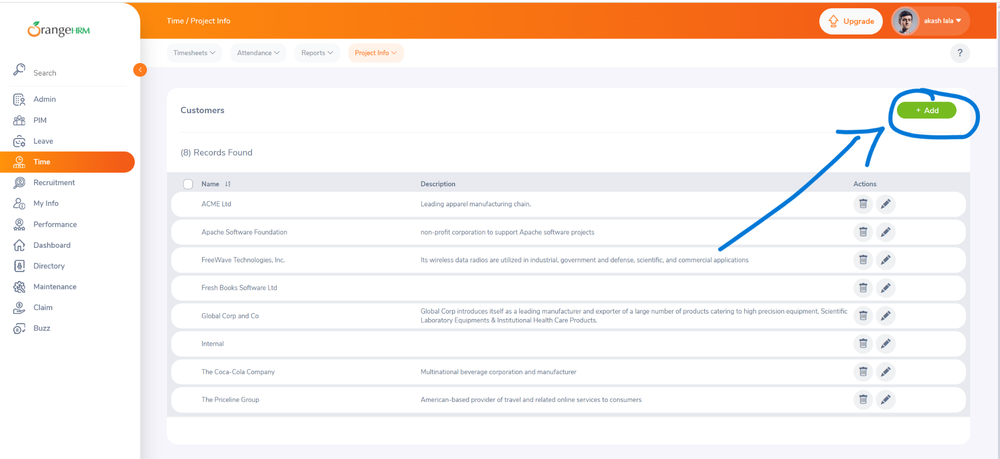 OrangeHRM
Time / Project Info
Upgrade
akash lala
Timesheets
Attendance
Reports
Project Info
?
Search
Admin
PIM
Leave
Time
Recruitment
My Info
Performance
Dashboard
Directory
Maintenance
Claim
Buzz
Customers
+ Add
(8) Records Found
Name Description Actions
ACME Ltd Leading apparel manufacturing chain.
Apache Software Foundation non-profit corporation to support Apache software projects
FreeWave Technologies, Inc. Its wireless data radios are utilized in industrial, government and defense, scientific, and commercial applications
Fresh Books Software Ltd
Global Corp and Co Global Corp introduces itself as a leading manufacturer and exporter of a large number of products catering to high precision equipment, Scientific
Laboratory Equipments & Institutional Health Care Products.
Internal
The Coca-Cola Company Multinational beverage corporation and manufacturer
The Priceline Group American-based provider of travel and related online services to consumers